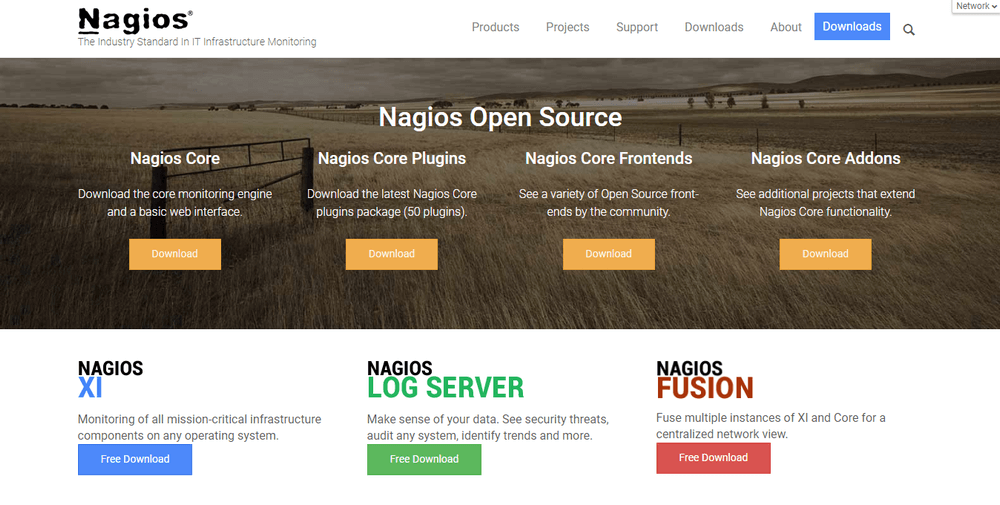 Network
Nagios®
The Industry Standard In IT Infrastructure Monitoring
Products Projects Support Downloads About Downloads
Nagios Open Source
Nagios Core
Download the core monitoring engine
and a basic web interface.
Download
Nagios Core Plugins
Download the latest Nagios Core
plugins package (50 plugins).
Download
Nagios Core Frontends
See a variety of Open Source front-
ends by the community.
Download
Nagios Core Addons
See additional projects that extend
Nagios Core functionality.
Download
NAGIOS
XI
Monitoring of all mission-critical infrastructure
components on any operating system.
Free Download
NAGIOS
LOG SERVER
Make sense of your data. See security threats,
audit any system, identify trends and more.
Free Download
NAGIOS
FUSION
Fuse multiple instances of XI and Core for a
centralized network view.
Free Download